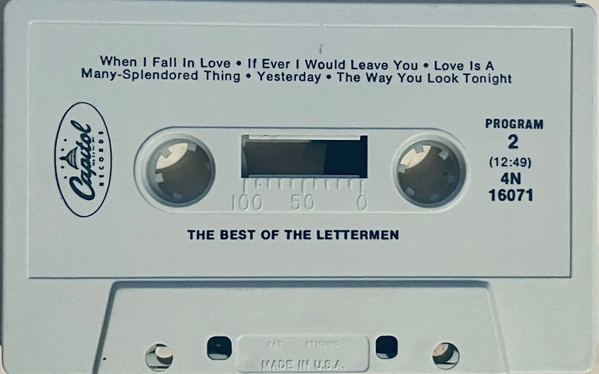 When I Fall In Love • If Ever I Would Leave You • Love Is A
Many-Splendored Thing • Yesterday • The Way You Look Tonight
Capitol
RECORDS
PROGRAM
2
(12:49)
4N
16071
100 50 0
THE BEST OF THE LETTERMEN
PAT. PENDING
MADE IN U.S.A.